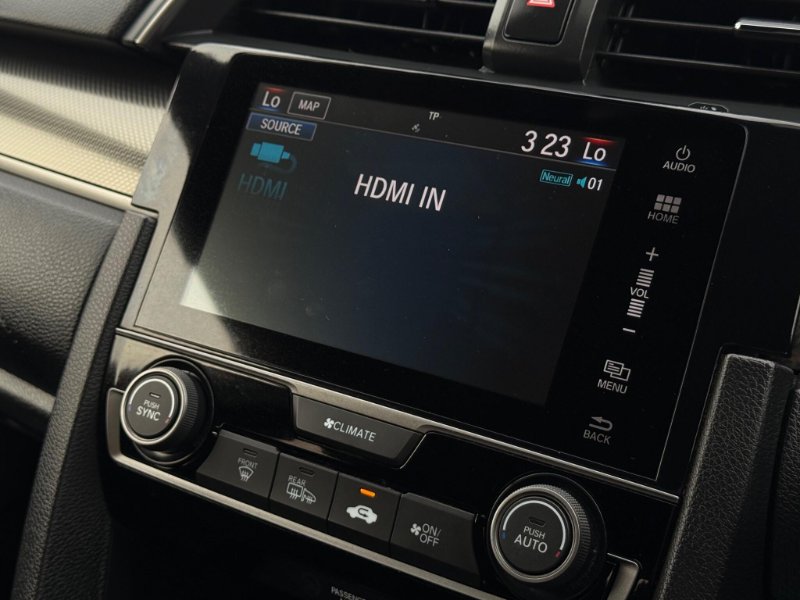 Lo MAP TP 3 23 Lo
SOURCE
Neural 01
HDMI
HDMI IN
AUDIO
HOME
+
VOL
−
MENU
BACK
PUSH
SYNC
CLIMATE
FRONT
REAR
ON/
OFF
PUSH
AUTO
PASSENGER